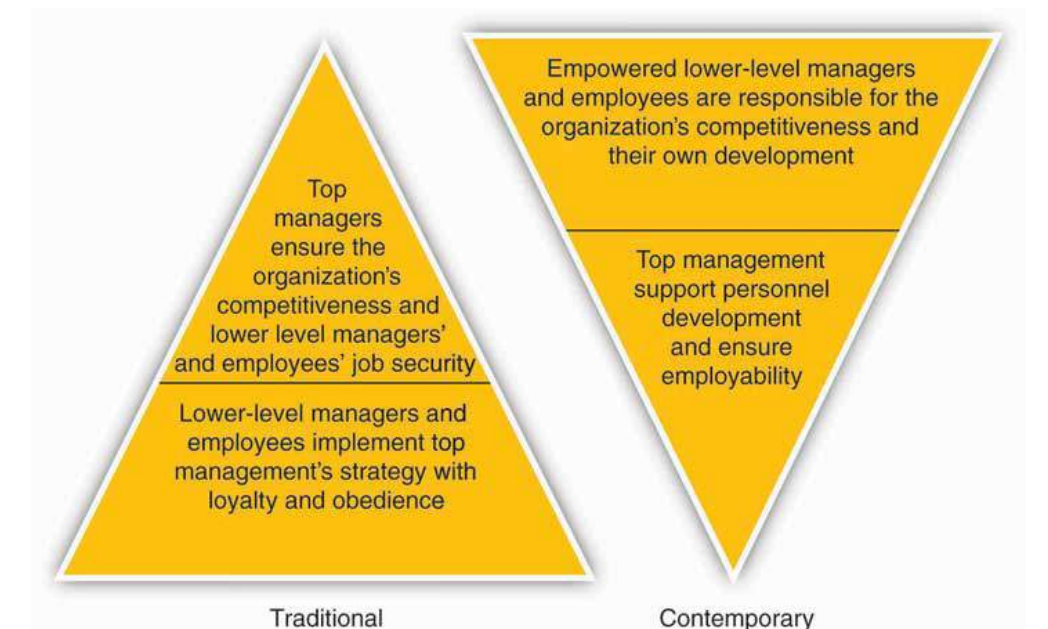 Top
managers
ensure the
organization's
competitiveness and
lower level managers'
and employees' job security
Lower-level managers and
employees implement top
management's strategy with
loyalty and obedience
Traditional
Empowered lower-level managers
and employees are responsible for the
organization's competitiveness and
their own development
Top management
support personnel
development
and ensure
employability
Contemporary